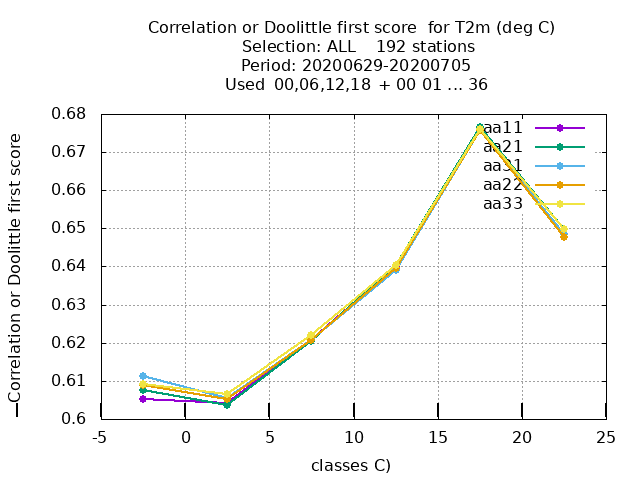 Correlation or Doolittle first score for T2m (deg C)
Selection: ALL 192 stations
Period: 20200629-20200705
Used 00,06,12,18 + 00 01 ... 36
Correlation or Doolittle first score
0.68
0.67
0.66
0.65
0.64
0.63
0.62
0.61
0.6
aa11
aa21
aa31
aa22
aa33
-5 0 5 10 15 20 25
classes C)